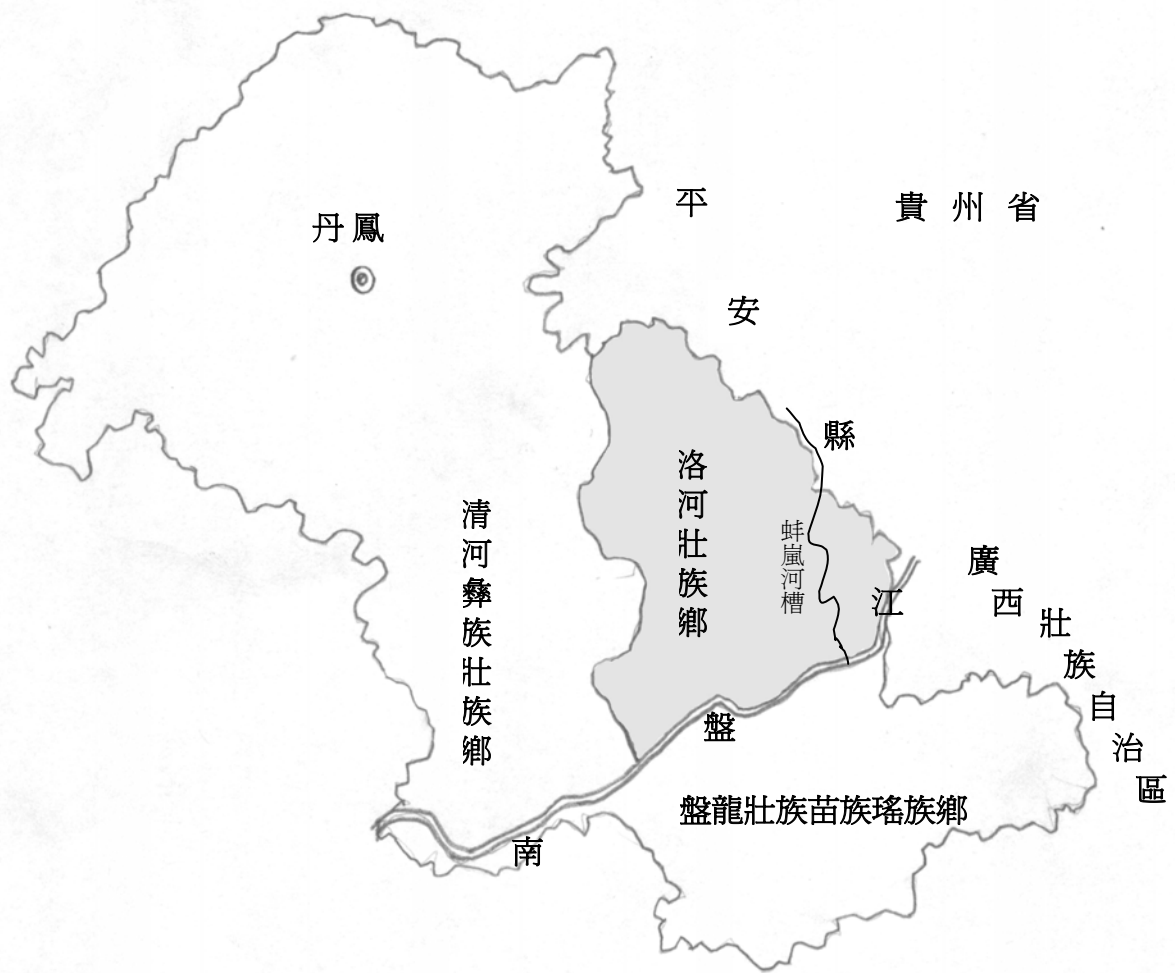 丹鳳
平安縣
貴州省
洛河壯族鄉
蚌嵐河槽
清河彝族壯族鄉
廣西壯族自治區
南盤江
盤龍壯族苗族瑤族鄉